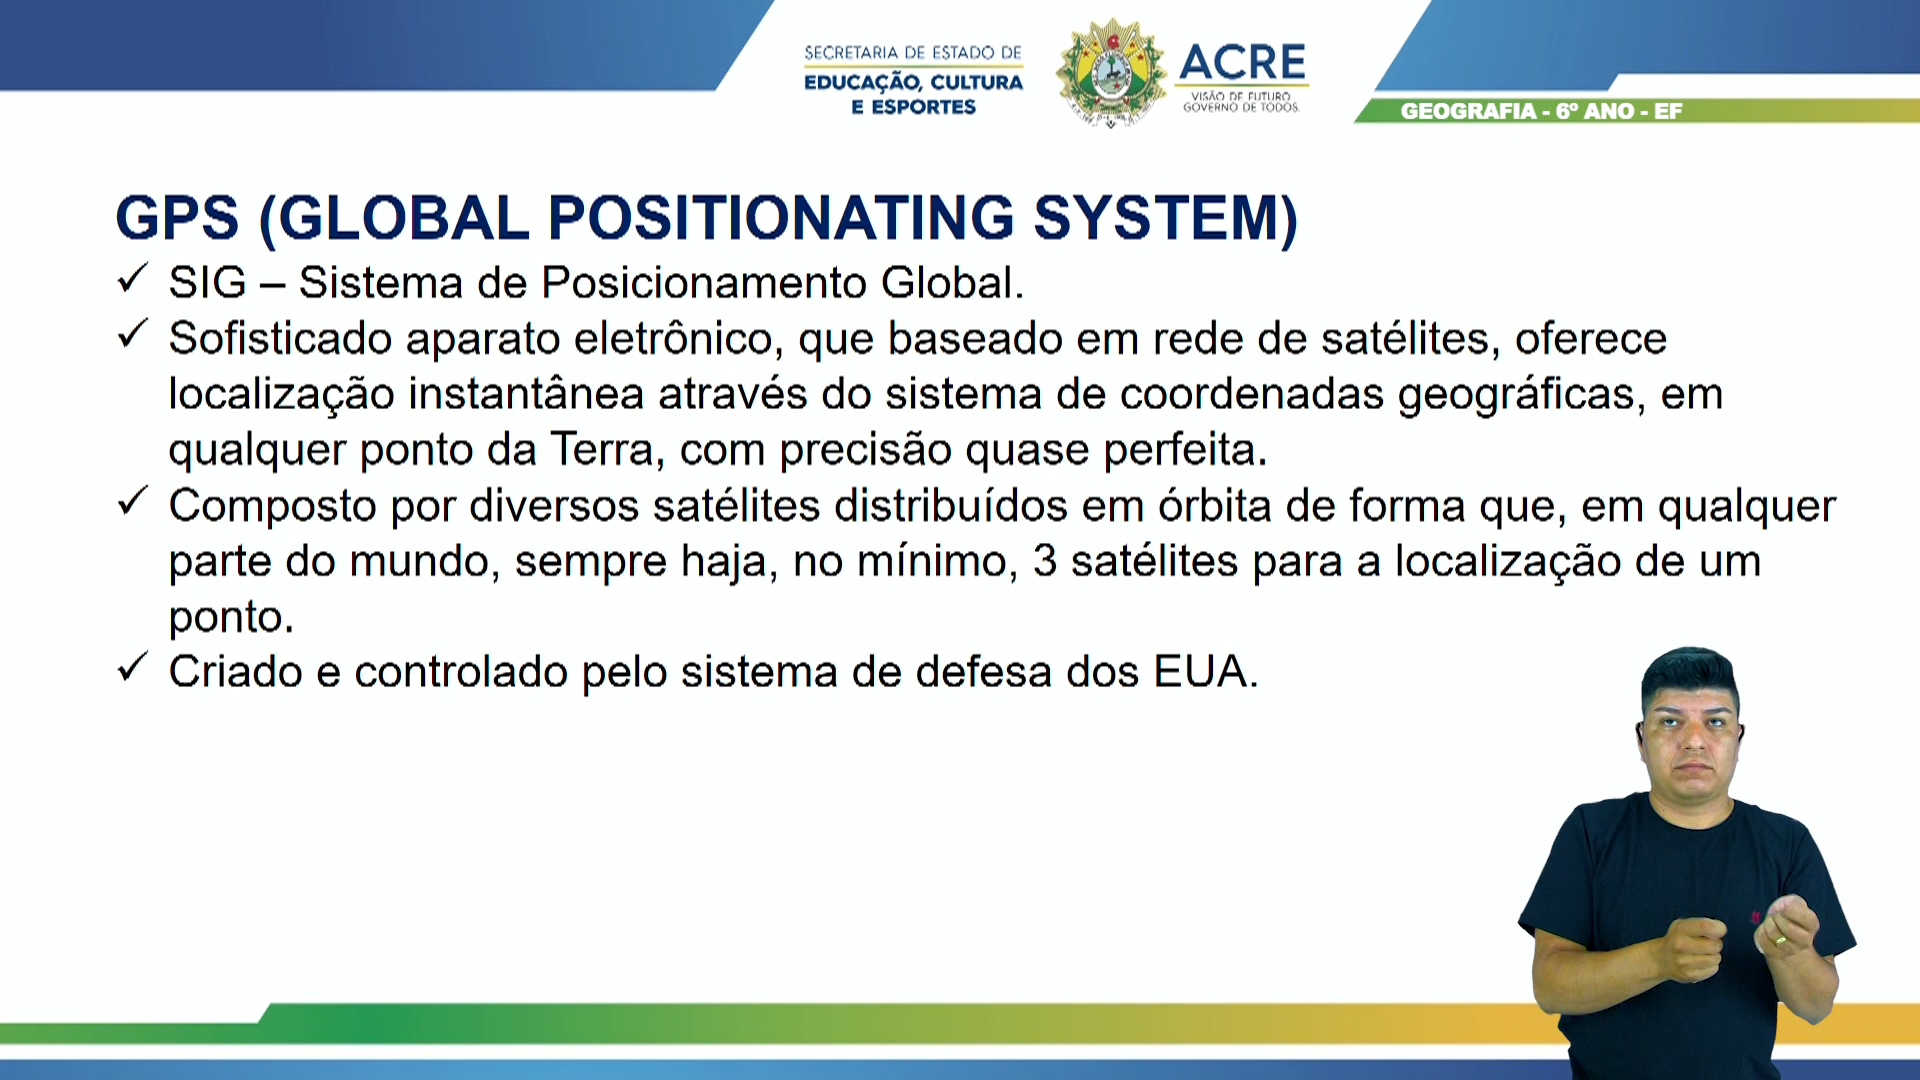 SECRETARIA DE ESTADO DE
EDUCAÇÃO, CULTURA
E ESPORTES
ACRE
VISÃO DE FUTURO
GOVERNO DE TODOS.
GEOGRAFIA - 6º ANO - EF
GPS (GLOBAL POSITIONATING SYSTEM)
✓ SIG – Sistema de Posicionamento Global.
✓ Sofisticado aparato eletrônico, que baseado em rede de satélites, oferece
localização instantânea através do sistema de coordenadas geográficas, em
qualquer ponto da Terra, com precisão quase perfeita.
✓ Composto por diversos satélites distribuídos em órbita de forma que, em qualquer
parte do mundo, sempre haja, no mínimo, 3 satélites para a localização de um
ponto.
✓ Criado e controlado pelo sistema de defesa dos EUA.